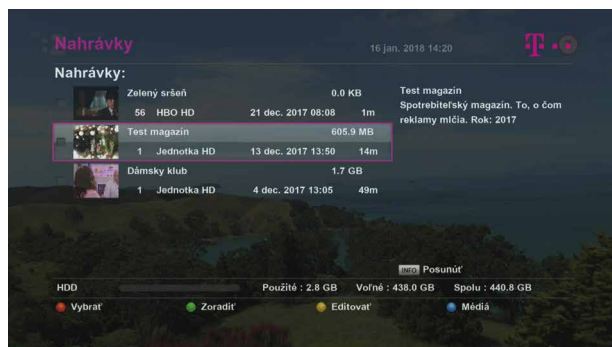 Nahrávky
16 jan. 2018 14:20
T
Nahrávky:
Zelený sršeň 0.0 KB
56 HBO HD 21 dec. 2017 08:08 1m
Test magazín 605.9 MB
1 Jednotka HD 13 dec. 2017 13:50 14m
Dámsky klub 1.7 GB
1 Jednotka HD 4 dec. 2017 13:05 49m
Test magazín
Spotrebiteľský magazín. To, o čom
reklamy mlčia. Rok: 2017
INFO Posunúť
HDD Použité : 2.8 GB Voľné : 438.0 GB Spolu : 440.8 GB
Vybrať Zoradiť Editovať Médiá